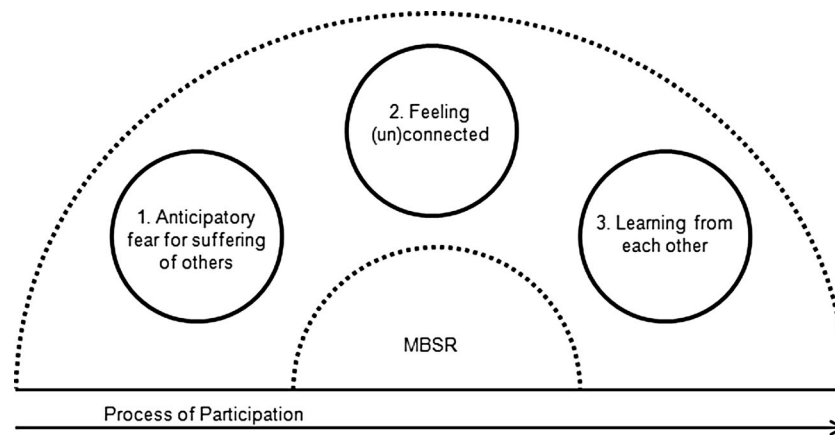 1. Anticipatory
fear for suffering
of others
2. Feeling
(un)connected
3. Learning from
each other
MBSR
Process of Participation